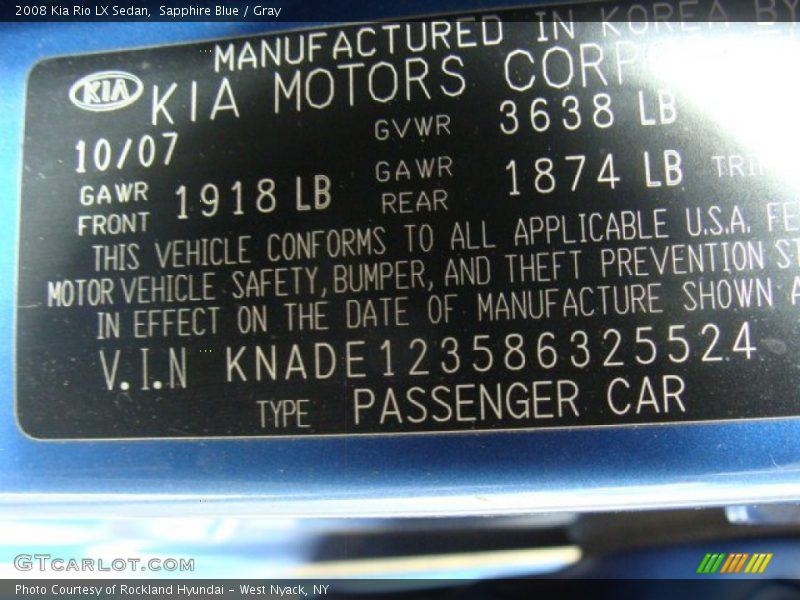 2008 Kia Rio LX Sedan, Sapphire Blue / Gray
MANUFACTURED IN KOREA BY
KIA KIA MOTORS CORP
10/07 GVWR 3638 LB
GAWR FRONT 1918 LB GAWR REAR 1874 LB
THIS VEHICLE CONFORMS TO ALL APPLICABLE U.S.A.
MOTOR VEHICLE SAFETY, BUMPER, AND THEFT PREVENTION
IN EFFECT ON THE DATE OF MANUFACTURE SHOWN
V.I.N KNADE123586325524
TYPE PASSENGER CAR
GTCARLOT.COM
Photo Courtesy of Rockland Hyundai - West Nyack, NY